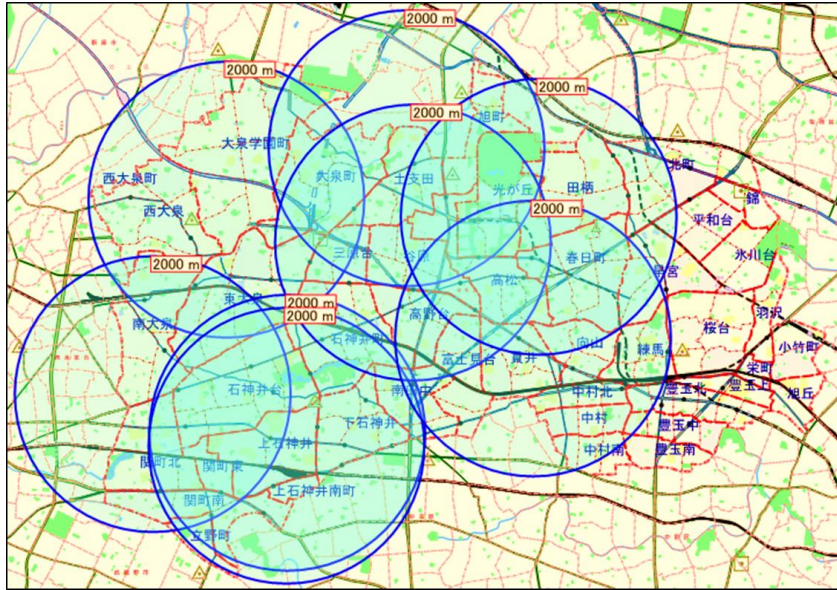 2000 m
2000 m
2000 m
2000 m
旭町
大泉学園町
北町
西大泉町
大泉町
土支田
光が丘
田柄
錦
2000 m
西大泉
平和台
三原台
谷原
春日町
氷川台
2000 m
早宮
高松
東大泉
2000 m
2000 m
南大泉
高野台
羽沢
桜台
石神井町
向山
練馬
小竹町
富士見台
貫井
栄町
石神井台
南田中
中村北
豊玉北
豊玉上
旭丘
下石神井
中村
豊玉中
上石神井
中村南
豊玉南
関町北
関町東
上石神井南町
関町南
立野町